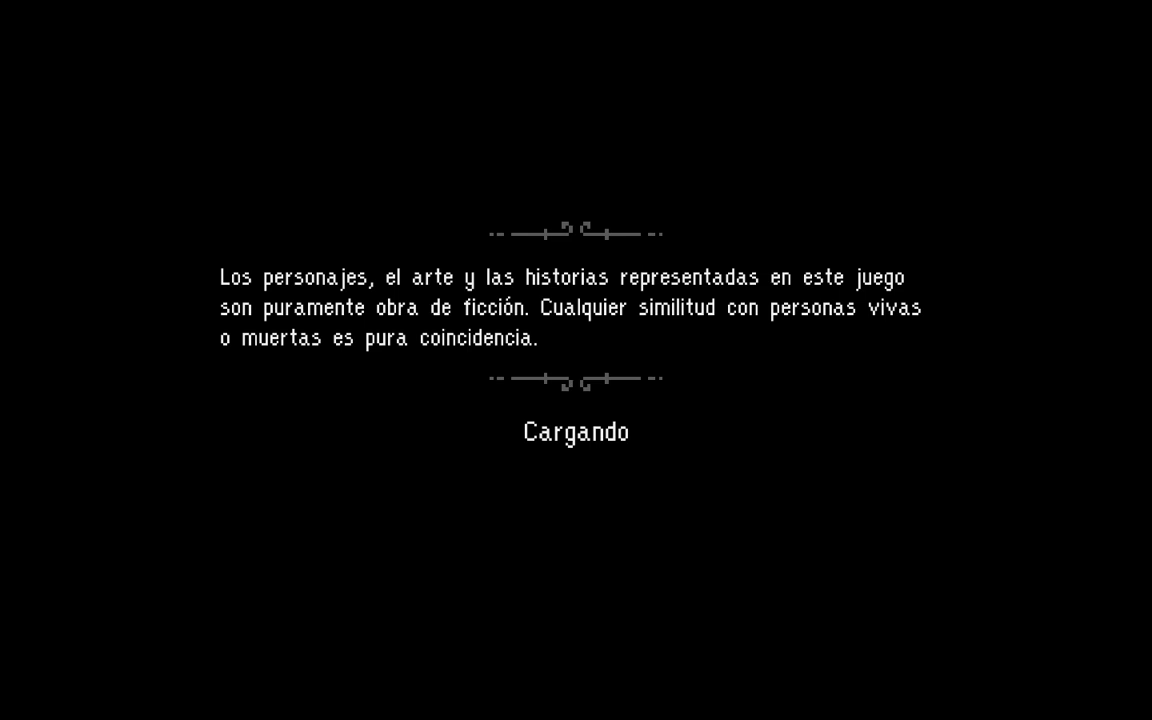 Los personajes, el arte y las historias representadas en este juego
son puramente obra de ficción. Cualquier similitud con personas vivas
o muertas es pura coincidencia.
Cargando